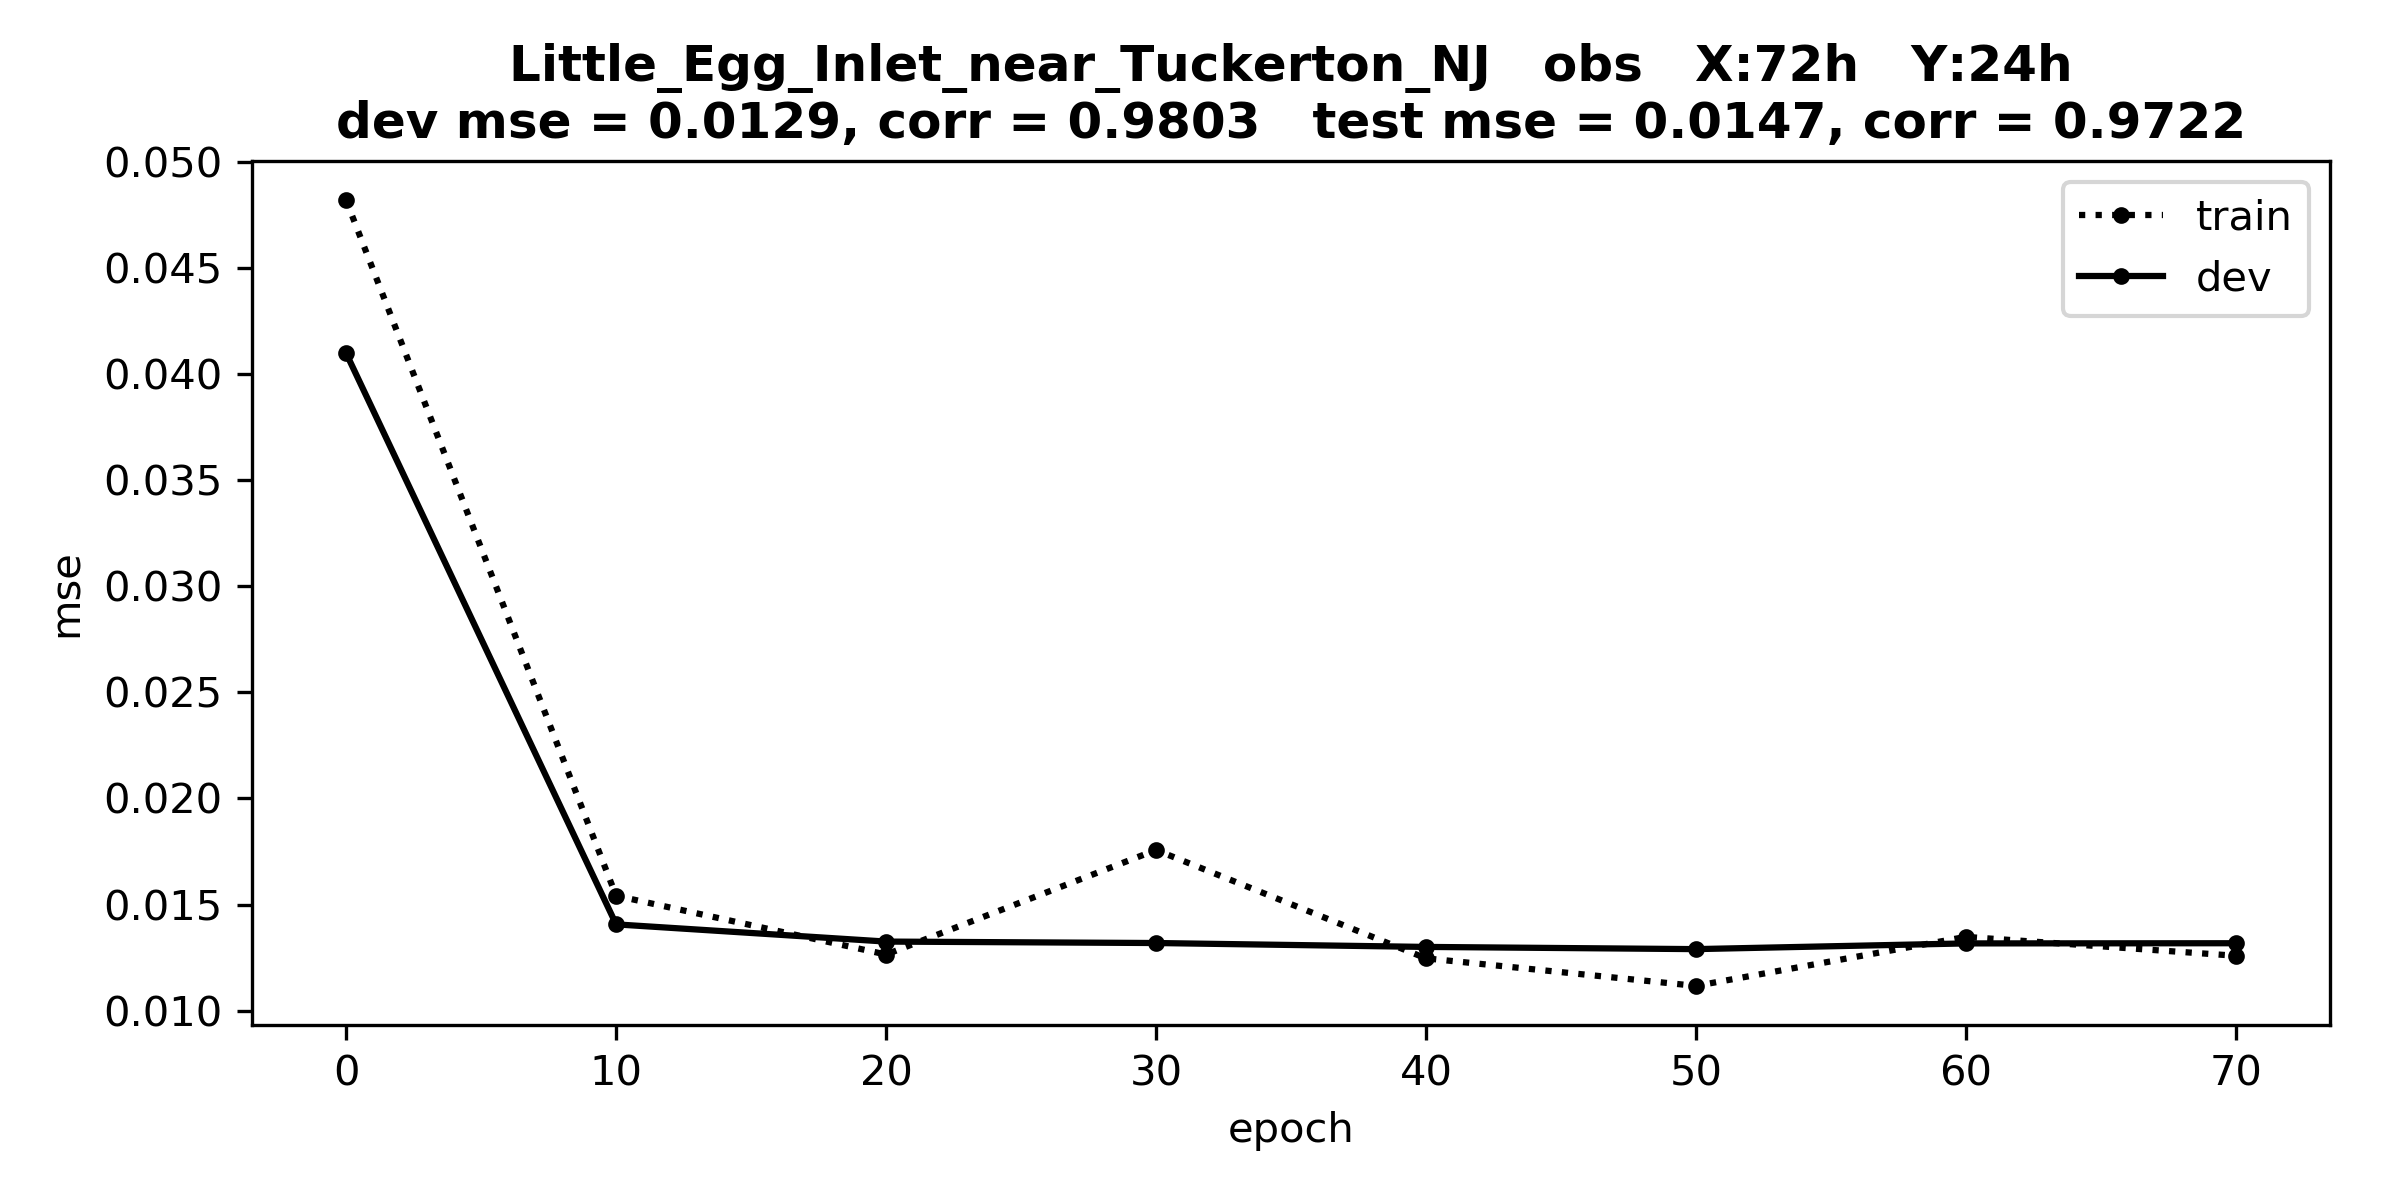 Little_Egg_Inlet_near_Tuckerton_NJ obs X:72h Y:24h
dev mse = 0.0129, corr = 0.9803 test mse = 0.0147, corr = 0.9722
0.050
0.045
0.040
0.035
0.030
0.025
0.020
0.015
0.010
mse
train
dev
0 10 20 30 40 50 60 70
epoch